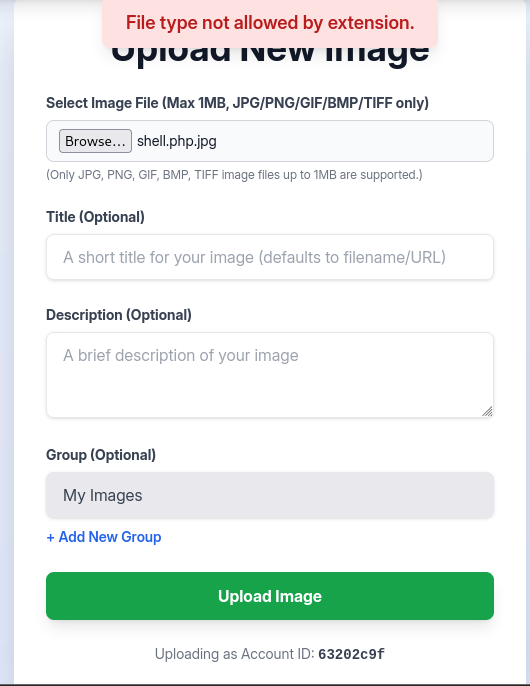 File type not allowed by extension.
Upload New Image
Select Image File (Max 1MB, JPG/PNG/GIF/BMP/TIFF only)
Browse... shell.php.jpg
(Only JPG, PNG, GIF, BMP, TIFF image files up to 1MB are supported.)
Title (Optional)
A short title for your image (defaults to filename/URL)
Description (Optional)
A brief description of your image
Group (Optional)
My Images
+ Add New Group
Upload Image
Uploading as Account ID: 63202c9f